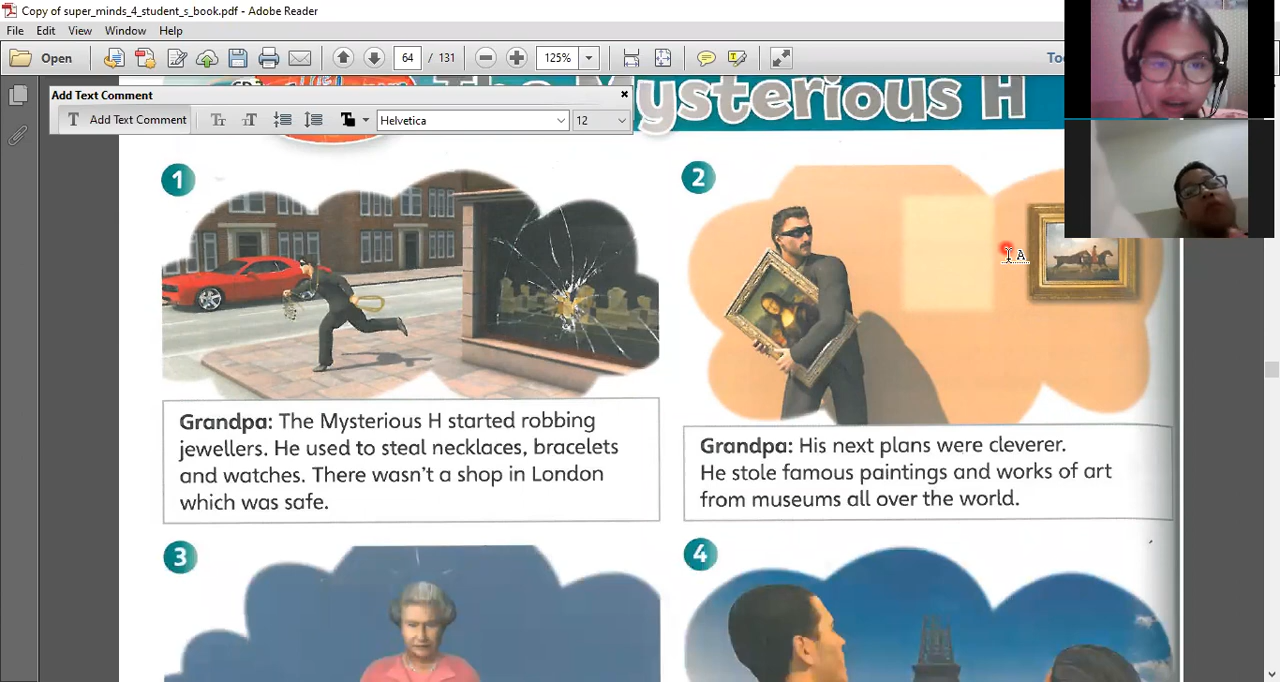 Copy of super_minds_4_student_s_book.pdf - Adobe Reader
File Edit View Window Help
Open 64 / 131 125%
Add Text Comment
Add Text Comment Helvetica 12
Mysterious H
1
2
Grandpa: The Mysterious H started robbing
jewellers. He used to steal necklaces, bracelets
and watches. There wasn't a shop in London
which was safe.
Grandpa: His next plans were cleverer.
He stole famous paintings and works of art
from museums all over the world.
3
4